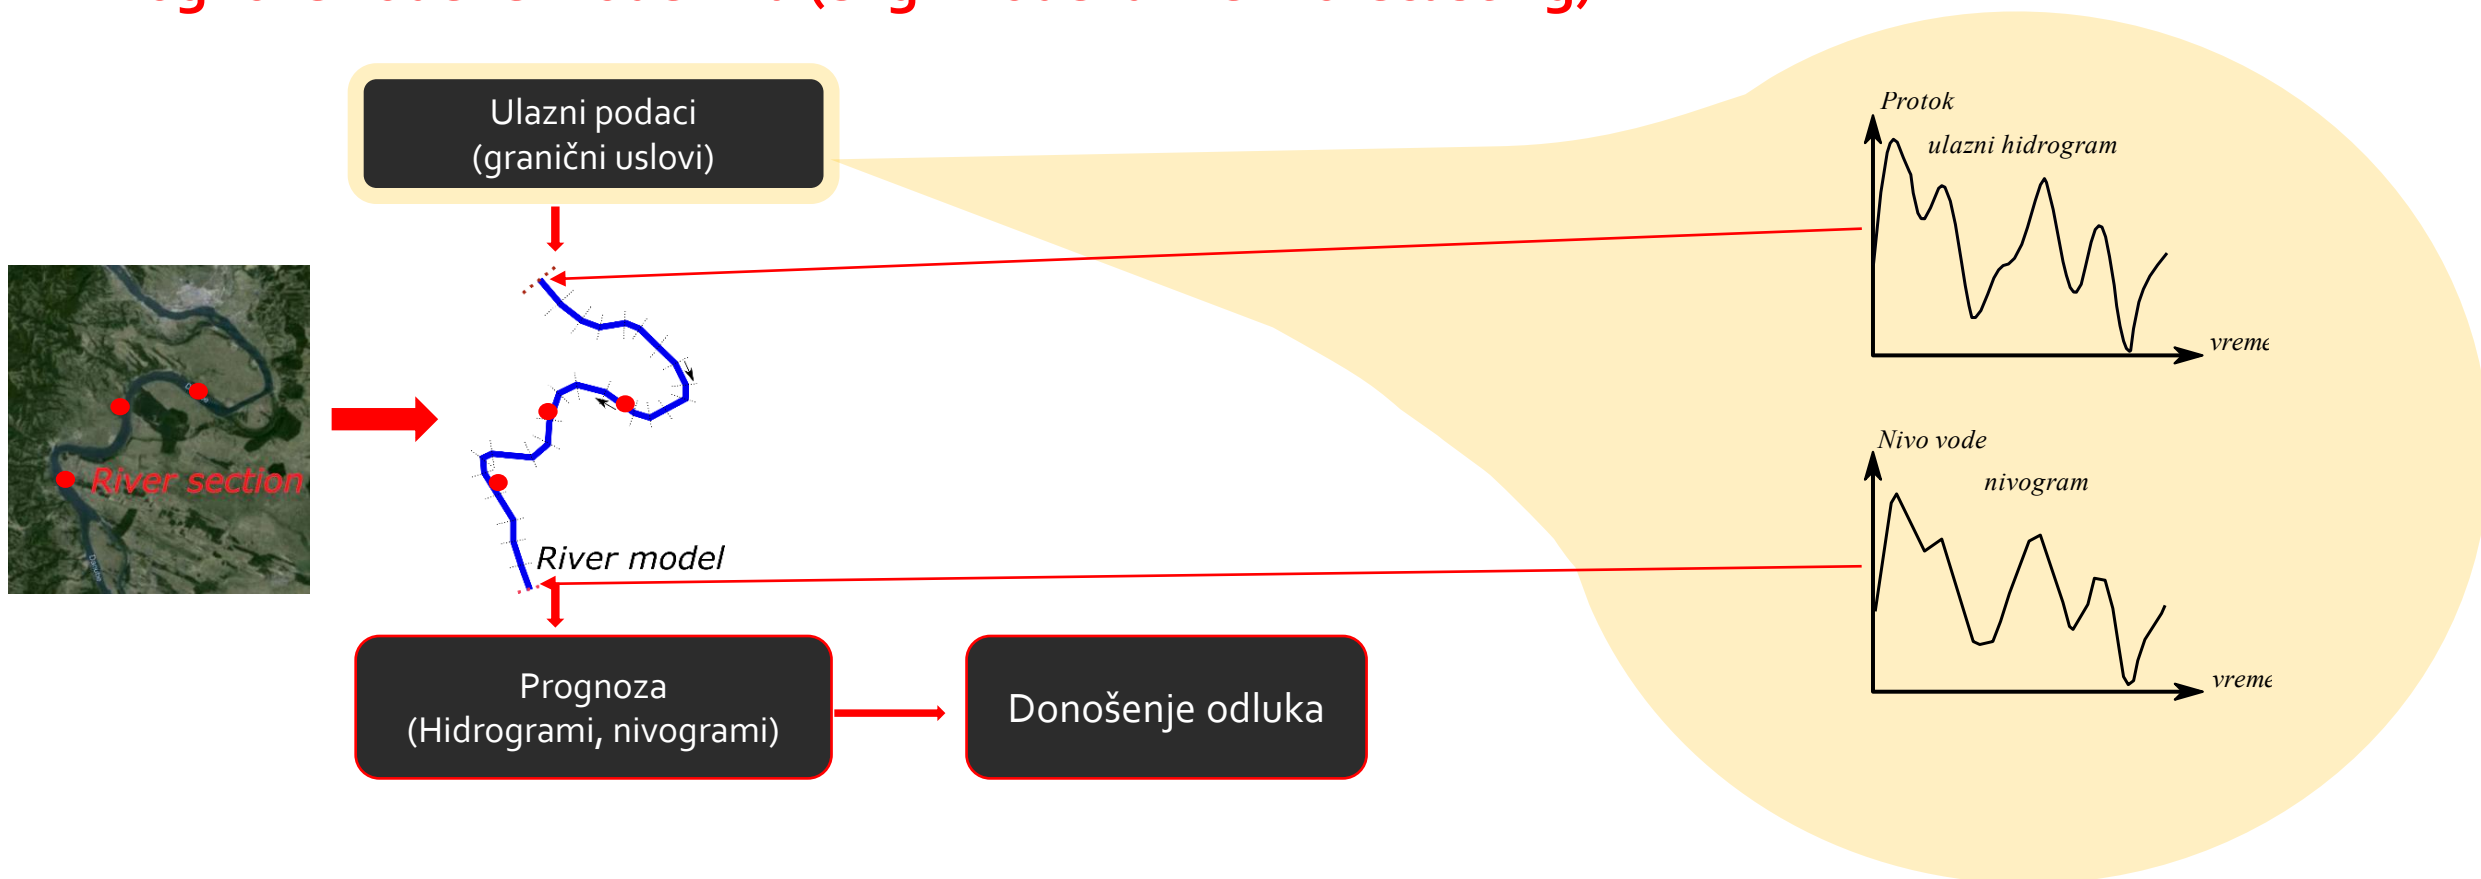 Ulazni podaci
(granični uslovi)
Protok
ulazni hidrogram
vreme
River section
Danube
River model
Nivo vode
nivogram
vreme
Prognoza
(Hidrogrami, nivogrami)
Donošenje odluka